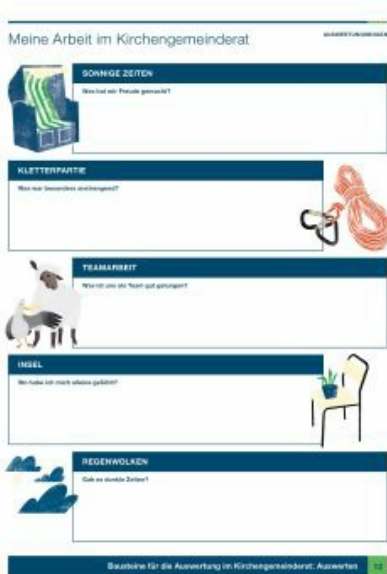 Meine Arbeit im Kirchengemeinderat
AUSWERTUNGSBOGEN
SONNIGE ZEITEN
Was hat mir Freude gemacht?
KLETTERPARTIE
Was war besonders anstrengend?
TEAMARBEIT
Was ist uns als Team gut gelungen?
INSEL
Wo habe ich mich alleine gefühlt?
REGENWOLKEN
Gab es dunkle Zeiten?
Bausteine für die Auswertung im Kirchengemeinderat: Auswerten